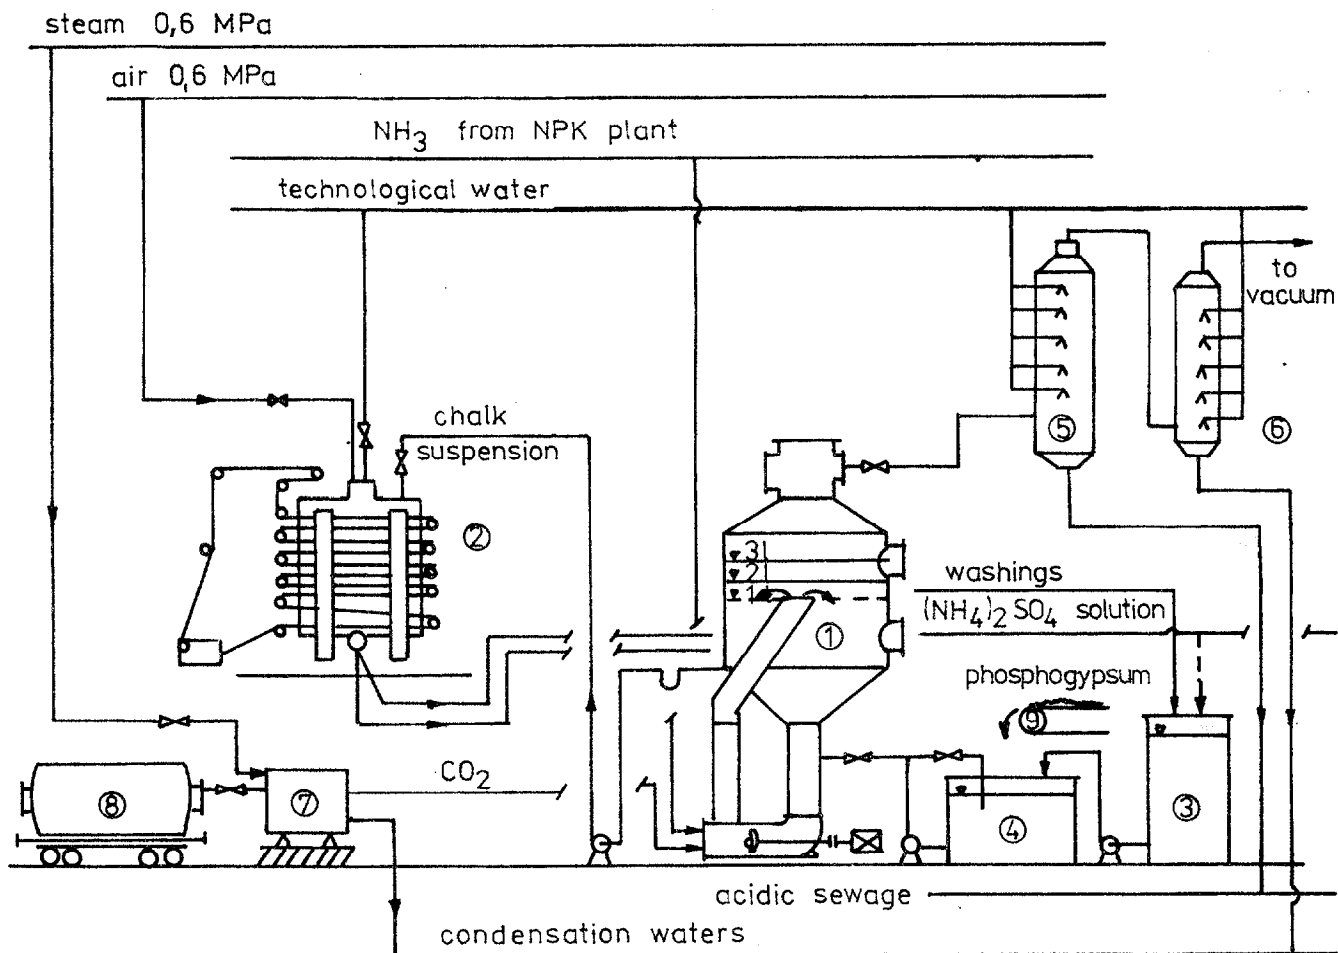 steam 0,6 MPa
air 0,6 MPa
NH3 from NPK plant
technological water
to
vacuum
chalk
suspension
5
6
2
3
2
1
1
washings
(NH4)2 SO4 solution
phosphogypsum
9
CO2
8
7
4
3
acidic sewage
condensation waters